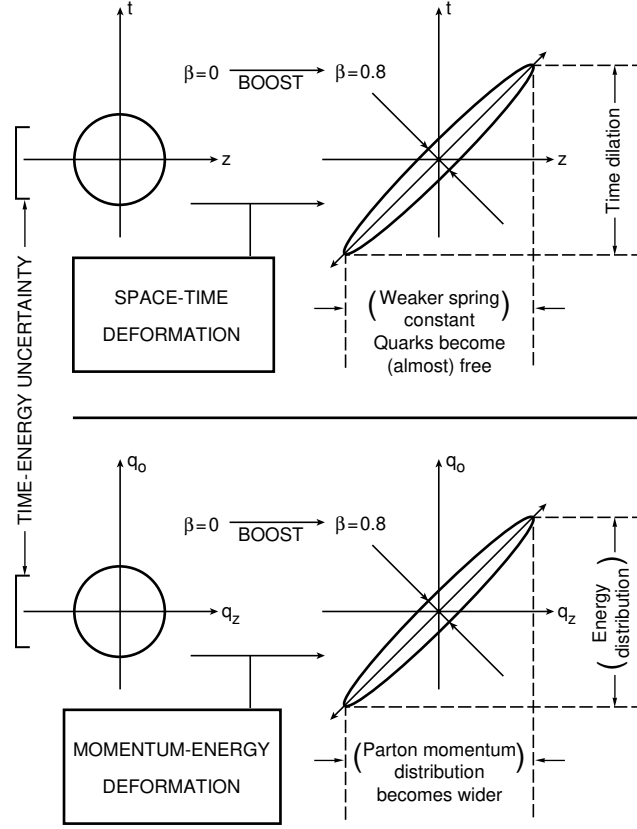 t
β=0
BOOST
β=0.8
t
z
z
Time dilation
TIME-ENERGY UNCERTAINTY
SPACE-TIME
DEFORMATION
(Weaker spring)
constant
Quarks become
(almost) free
qo
β=0
BOOST
β=0.8
qo
qz
qz
(Energy
distribution)
MOMENTUM-ENERGY
DEFORMATION
(Parton momentum)
distribution
becomes wider